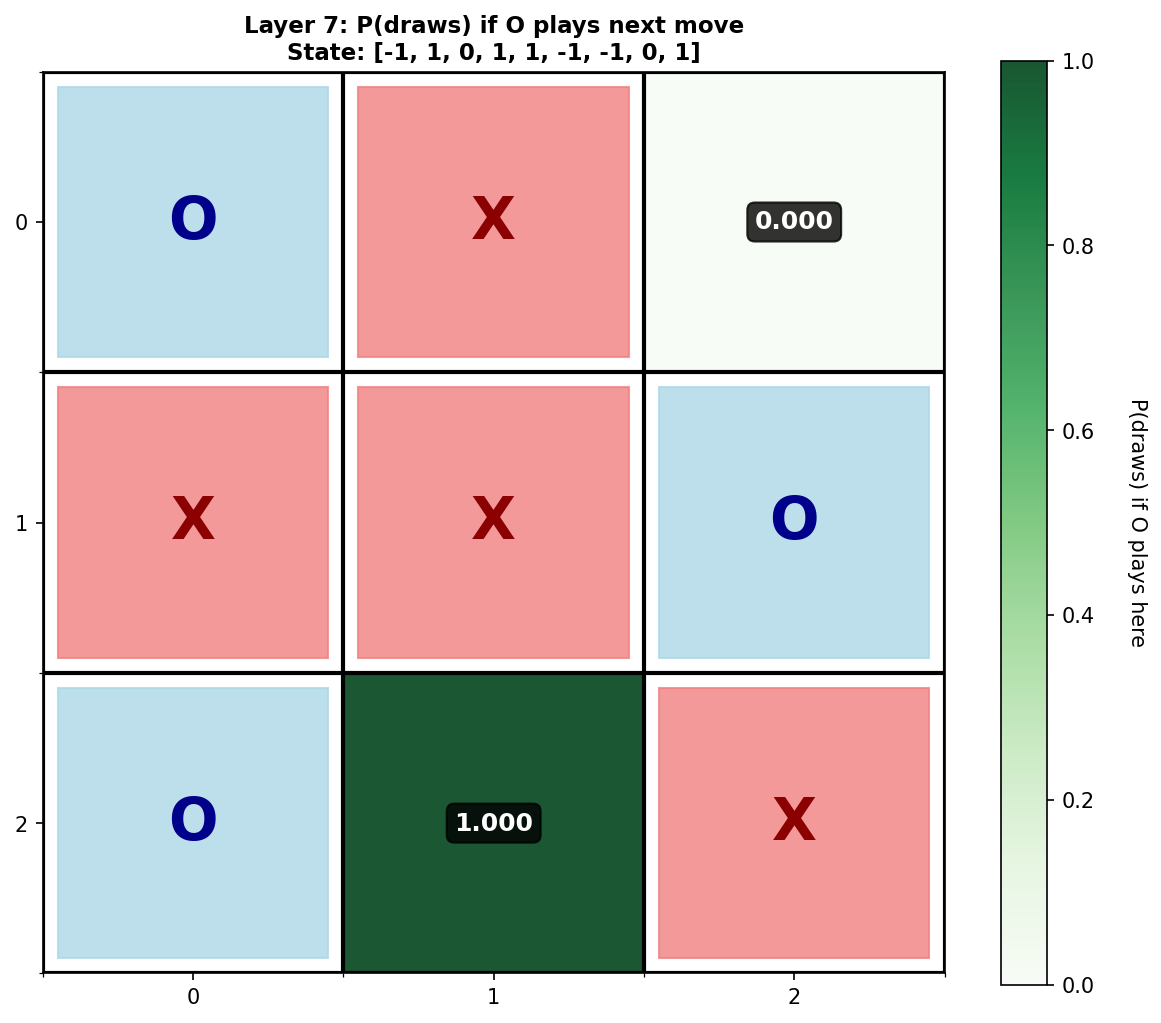 Layer 7: P(draws) if O plays next move
State: [-1, 1, 0, 1, 1, -1, -1, 0, 1]
O X 0.000
X X O
O 1.000 X
0
1
2
0 1 2
1.0
0.8
0.6
0.4
0.2
0.0
P(draws) if O plays here